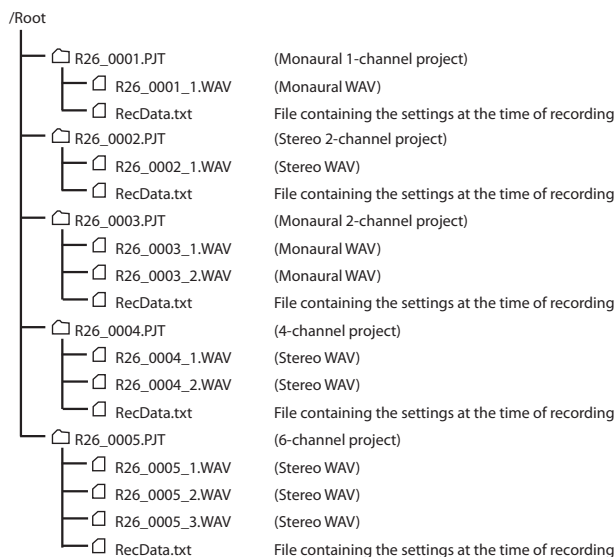 /Root
R26_0001.PJT (Monaural 1-channel project)
R26_0001_1.WAV (Monaural WAV)
RecData.txt File containing the settings at the time of recording
R26_0002.PJT (Stereo 2-channel project)
R26_0002_1.WAV (Stereo WAV)
RecData.txt File containing the settings at the time of recording
R26_0003.PJT (Monaural 2-channel project)
R26_0003_1.WAV (Monaural WAV)
R26_0003_2.WAV (Monaural WAV)
RecData.txt File containing the settings at the time of recording
R26_0004.PJT (4-channel project)
R26_0004_1.WAV (Stereo WAV)
R26_0004_2.WAV (Stereo WAV)
RecData.txt File containing the settings at the time of recording
R26_0005.PJT (6-channel project)
R26_0005_1.WAV (Stereo WAV)
R26_0005_2.WAV (Stereo WAV)
R26_0005_3.WAV (Stereo WAV)
RecData.txt File containing the settings at the time of recording